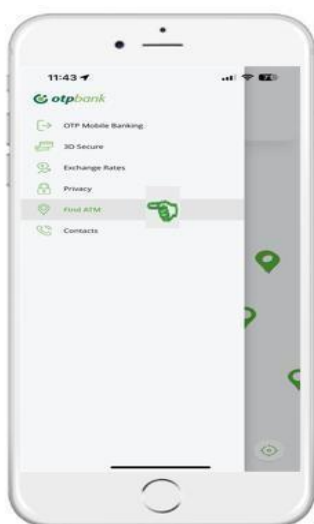 11:43
otpbank
OTP Mobile Banking
3D Secure
Exchange Rates
Privacy
Find ATM
Contacts